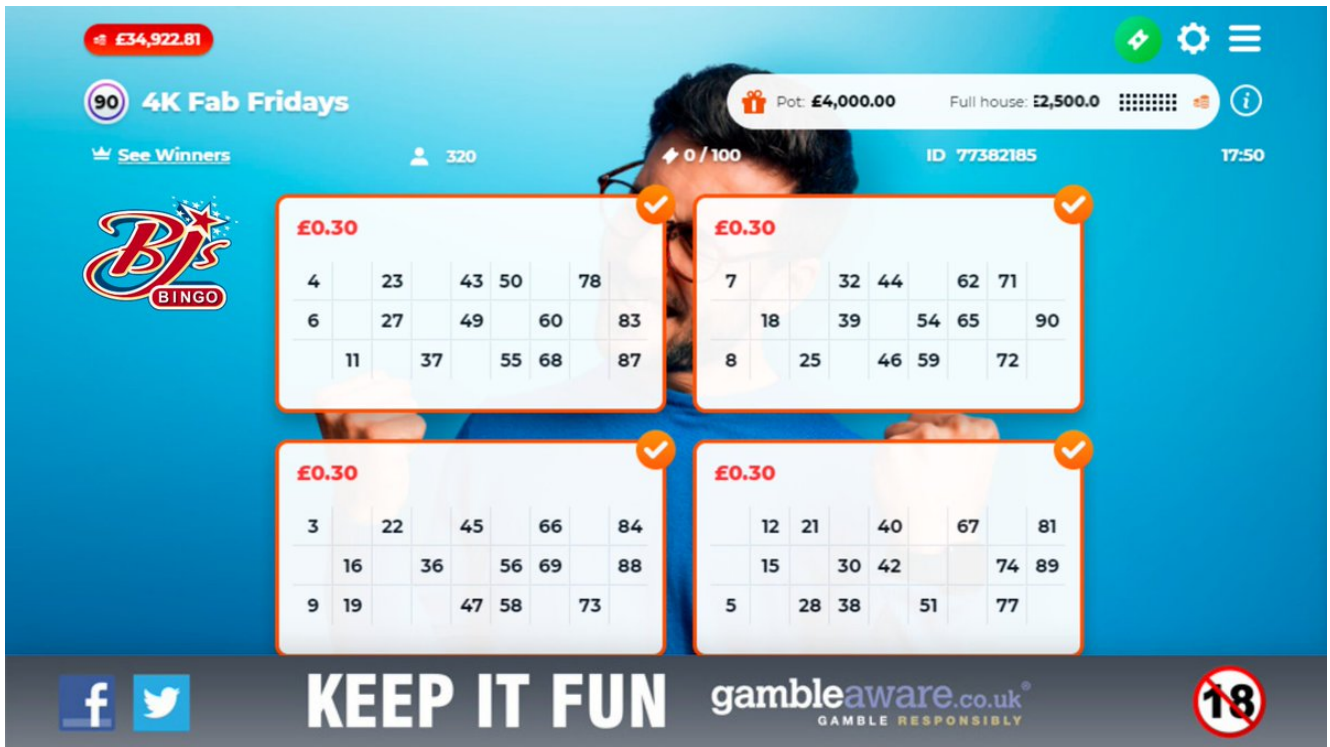 £34,922.81
90 4K Fab Fridays
Pot: £4,000.00 Full house: £2,500.0 i
See Winners 320 0 / 100 ID 77382185 17:50
BJs
BINGO
£0.30
4 23 43 50 78
6 27 49 60 83
11 37 55 68 87
£0.30
7 32 44 62 71
18 39 54 65 90
8 25 46 59 72
£0.30
3 22 45 66 84
16 36 56 69 88
9 19 47 58 73
£0.30
12 21 40 67 81
15 30 42 74 89
5 28 38 51 77
f KEEP IT FUN gambleaware.co.uk® 18
GAMBLE RESPONSIBLY